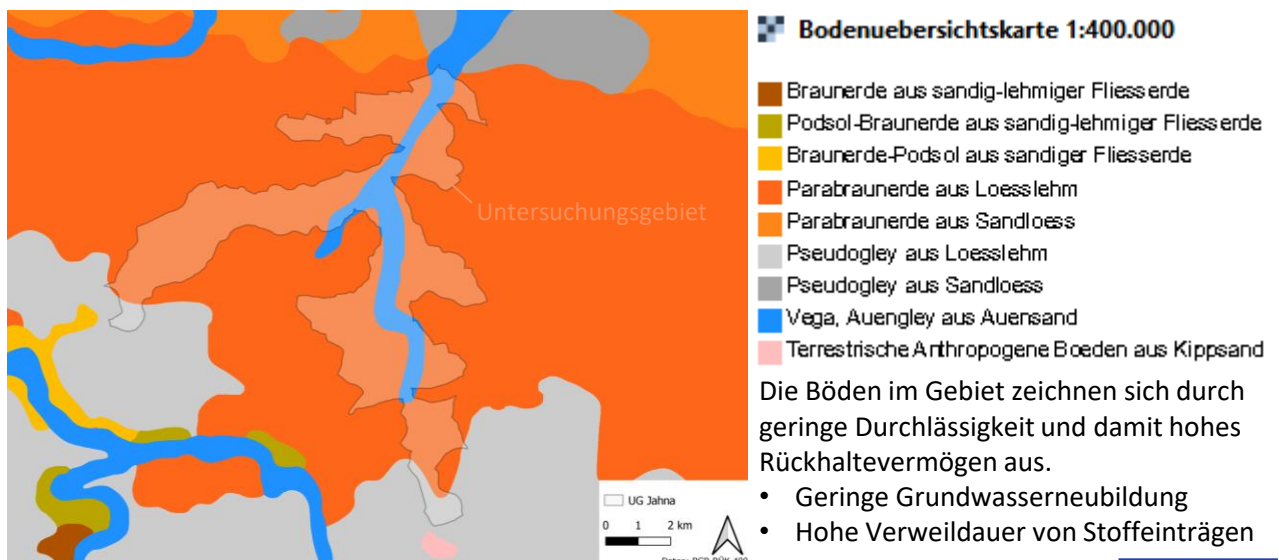 Bodenuebersichtskarte 1:400.000
Braunerde aus sandig-lehmiger Fliesserde
Podsol-Braunerde aus sandig-lehmiger Fliesserde
Braunerde-Podsol aus sandiger Fliesserde
Parabraunerde aus Loesslehm
Parabraunerde aus Sandloess
Pseudogley aus Loesslehm
Pseudogley aus Sandloess
Vega, Auengley aus Auensand
Terrestrische Anthropogene Boeden aus Kippsand
Untersuchungsgebiet
UG Jahna
0 1 2 km
Die Böden im Gebiet zeichnen sich durch
geringe Durchlässigkeit und damit hohes
Rückhaltevermögen aus.
• Geringe Grundwasserneubildung
• Hohe Verweildauer von Stoffeinträgen